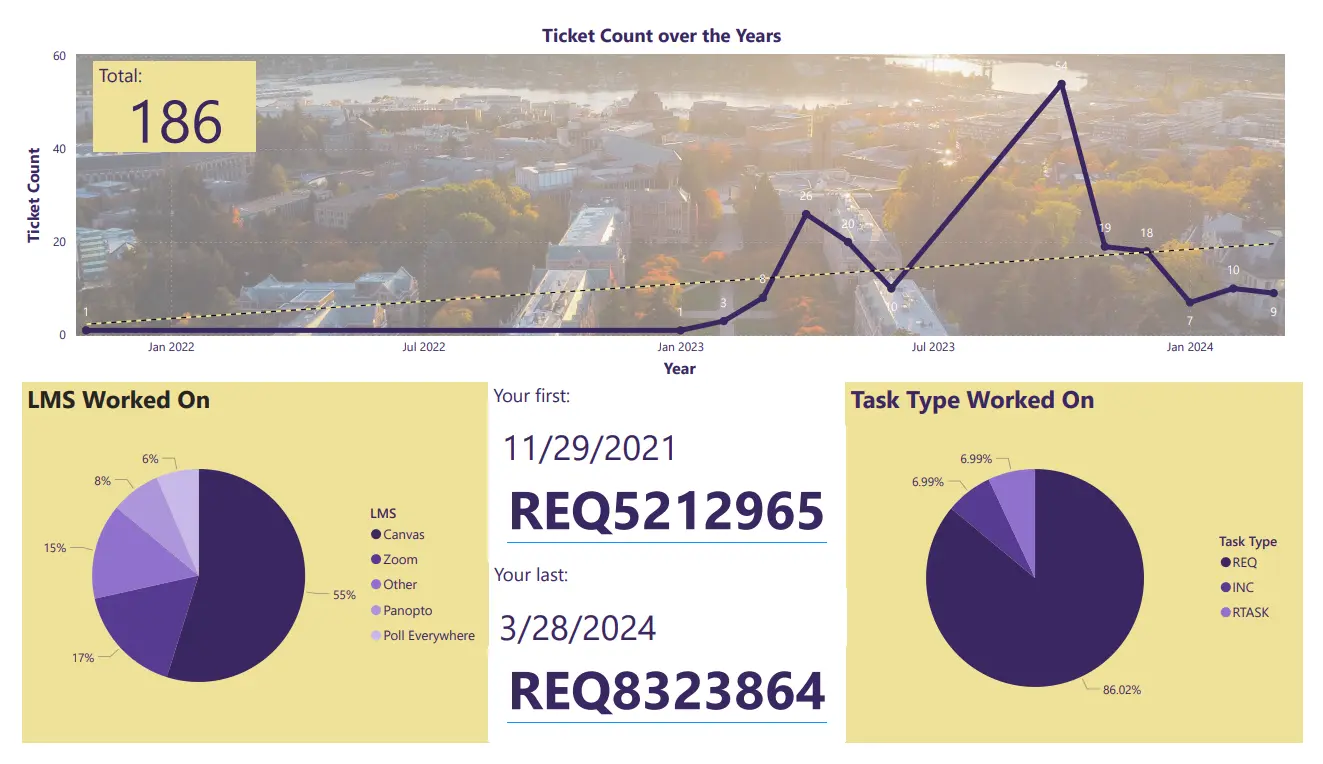 Ticket Count over the Years
60
40
20
0
Ticket Count
Total:
186
1
1
3
8
26
20
10
54
19
18
7
10
9
Jan 2022
Jul 2022
Jan 2023
Jul 2023
Jan 2024
Year
LMS Worked On
6%
8%
15%
17%
55%
LMS
Canvas
Zoom
Other
Panopto
Poll Everywhere
Your first:
11/29/2021
REQ5212965
Your last:
3/28/2024
REQ8323864
Task Type Worked On
6.99%
6.99%
86.02%
Task Type
REQ
INC
RTASK